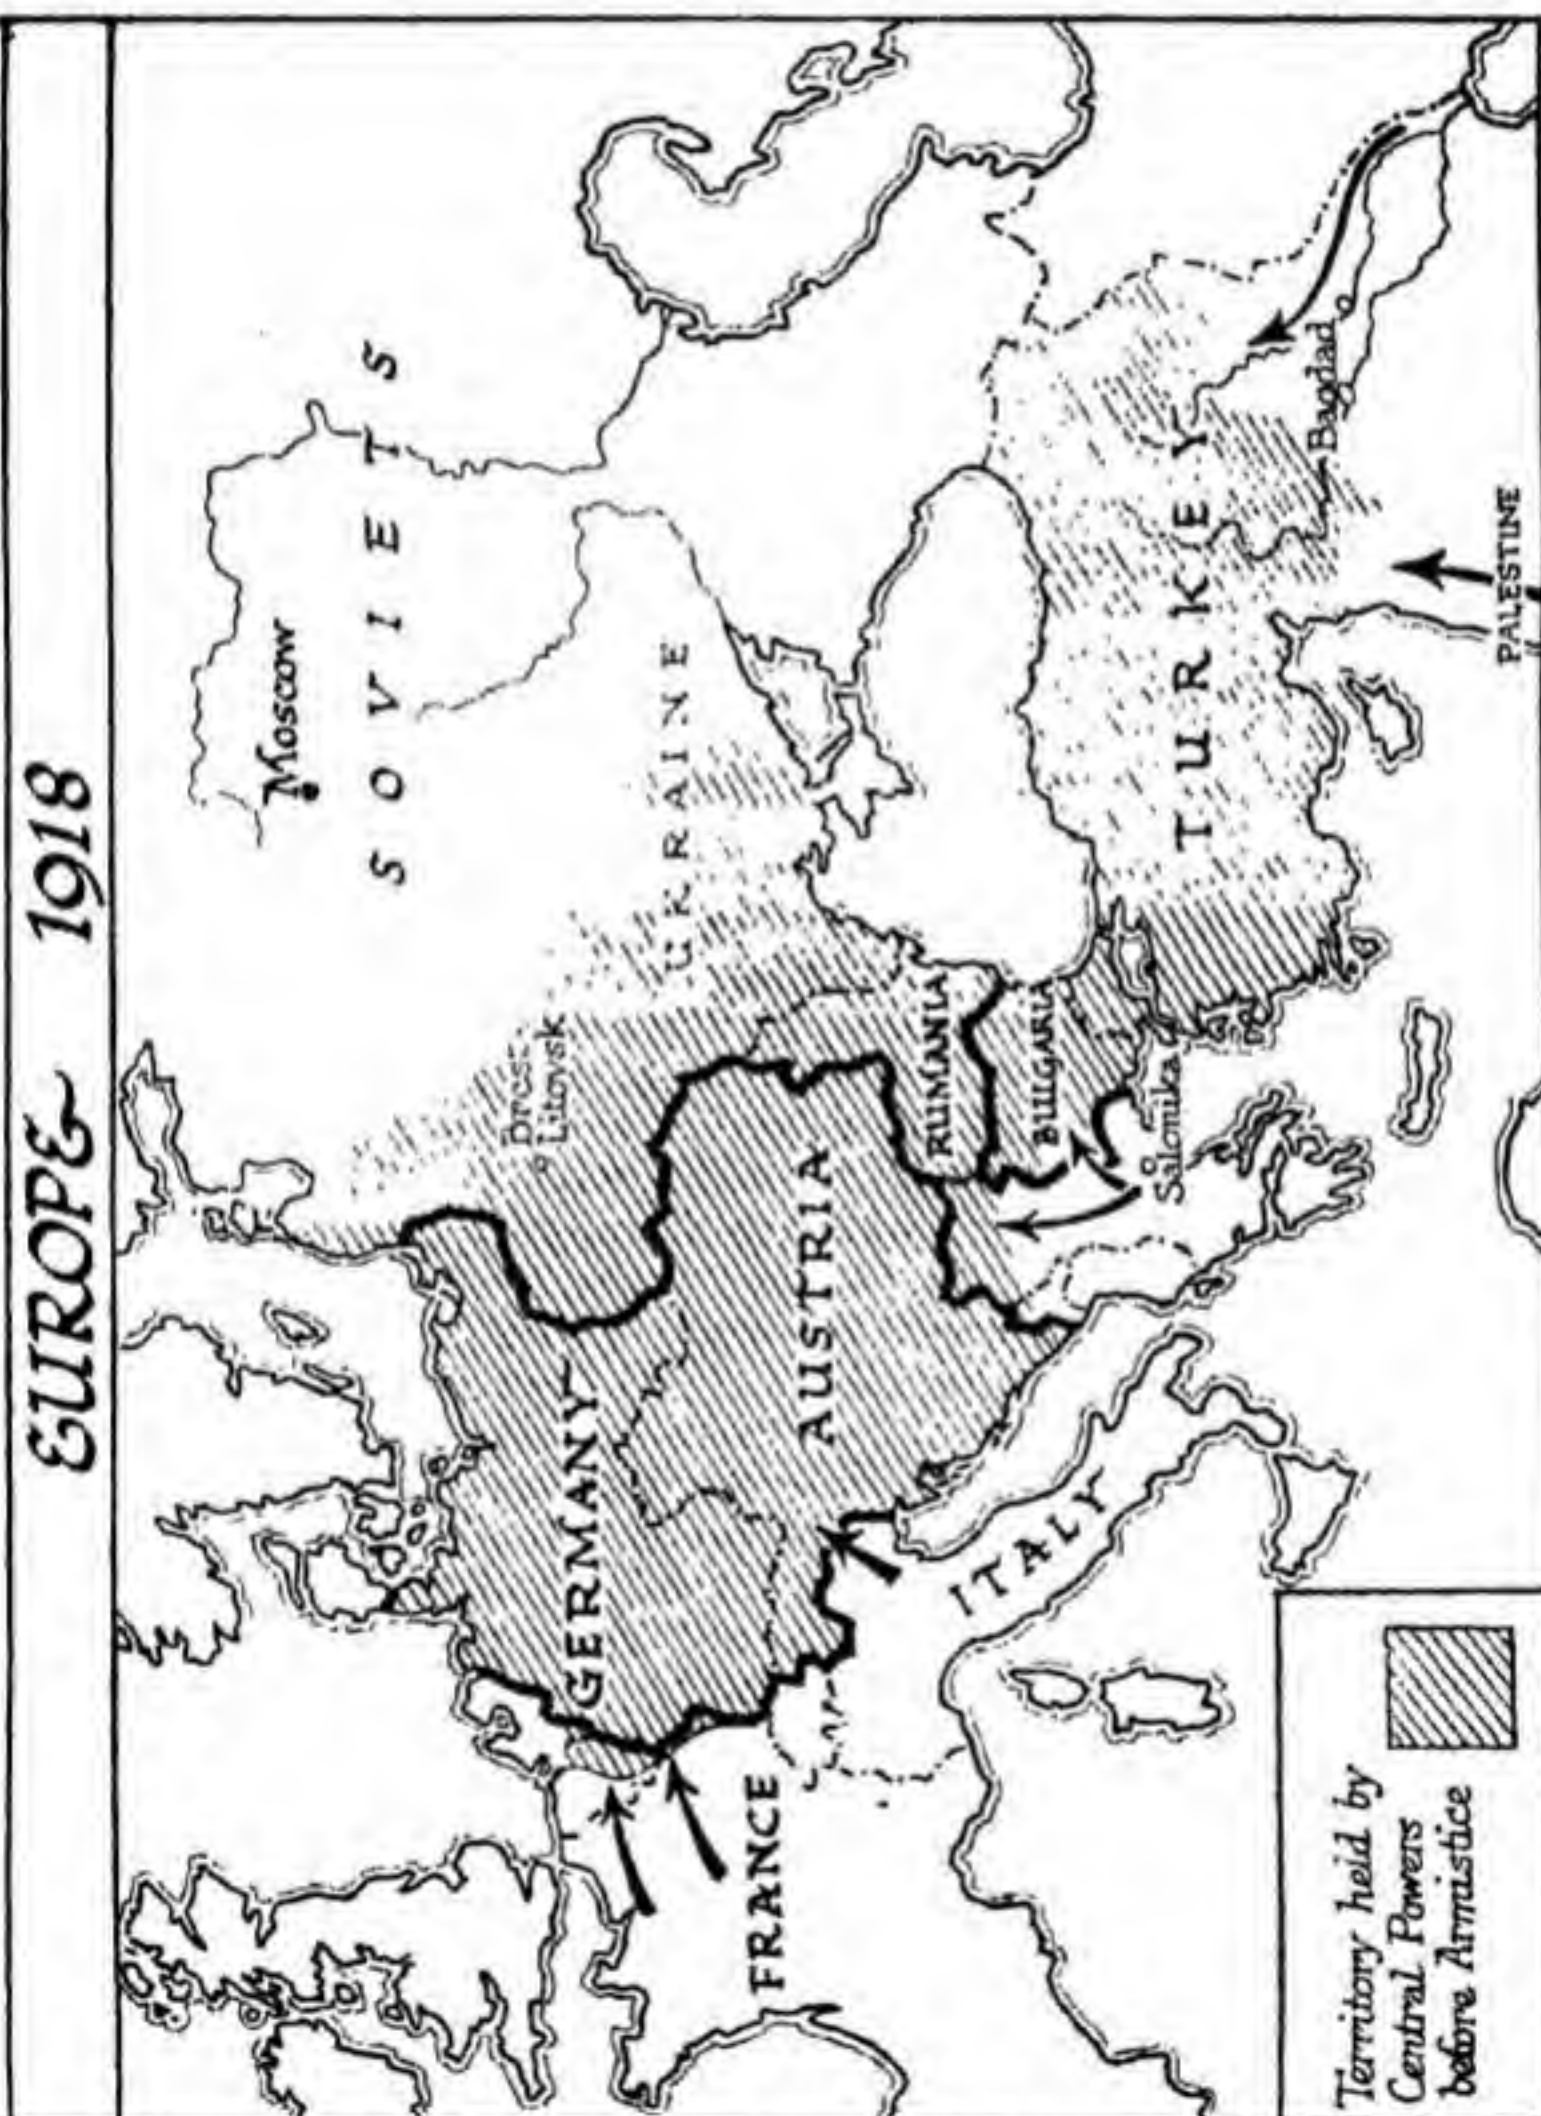 EUROPE 1918
Moscow
SOVIETS
UKRAINE
Brest
Litovsk
GERMANY
AUSTRIA
RUMANIA
BULGARIA
Salonika
TURKEY
Bagdad
PALESTINE
FRANCE
ITALY
Territory held by
Central Powers
before Armistice